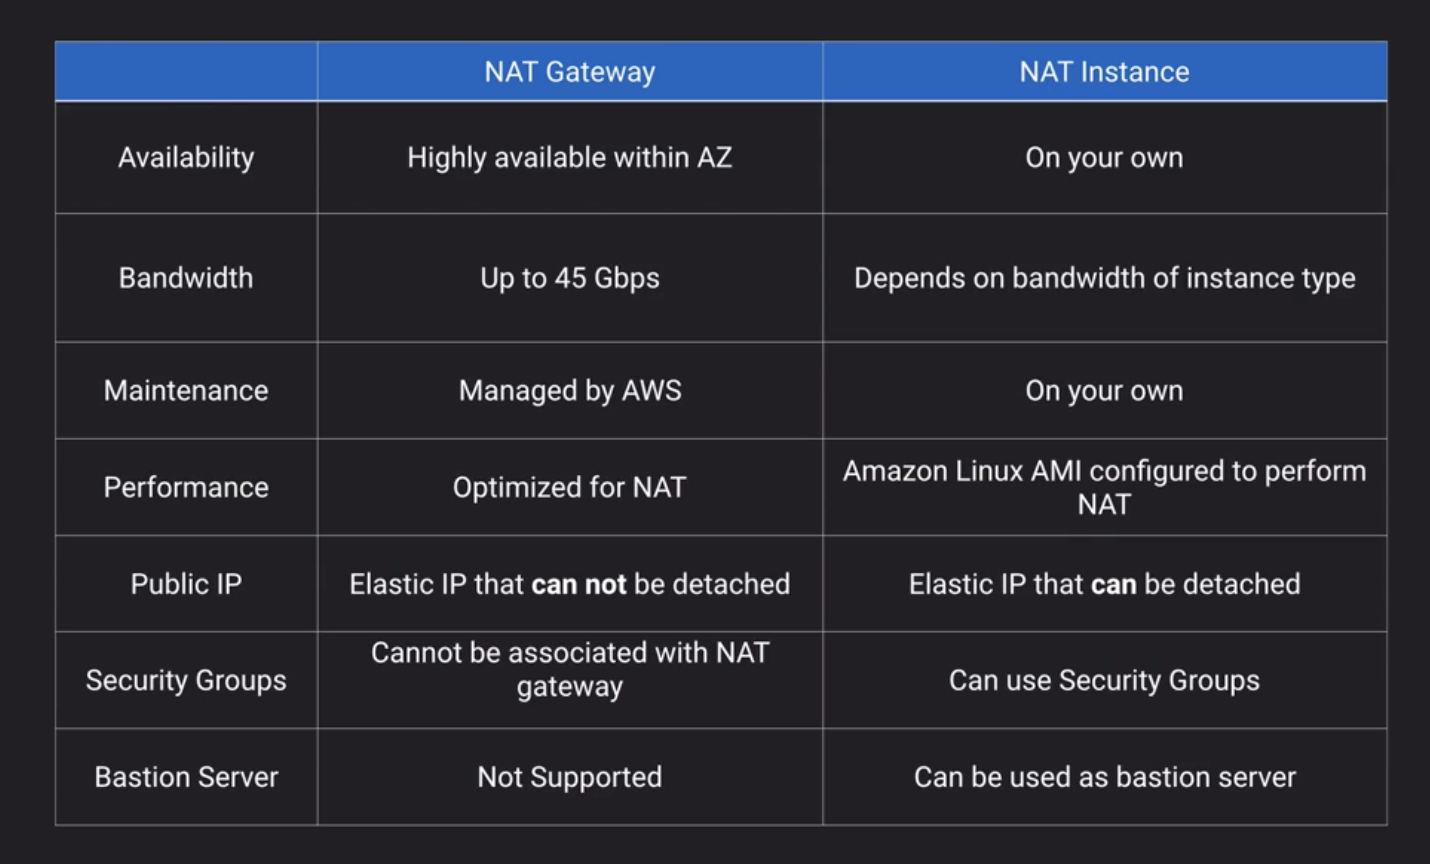 NAT Gateway NAT Instance
Availability Highly available within AZ On your own
Bandwidth Up to 45 Gbps Depends on bandwidth of instance type
Maintenance Managed by AWS On your own
Performance Optimized for NAT Amazon Linux AMI configured to perform
NAT
Public IP Elastic IP that can not be detached Elastic IP that can be detached
Security Groups Cannot be associated with NAT
gateway Can use Security Groups
Bastion Server Not Supported Can be used as bastion server